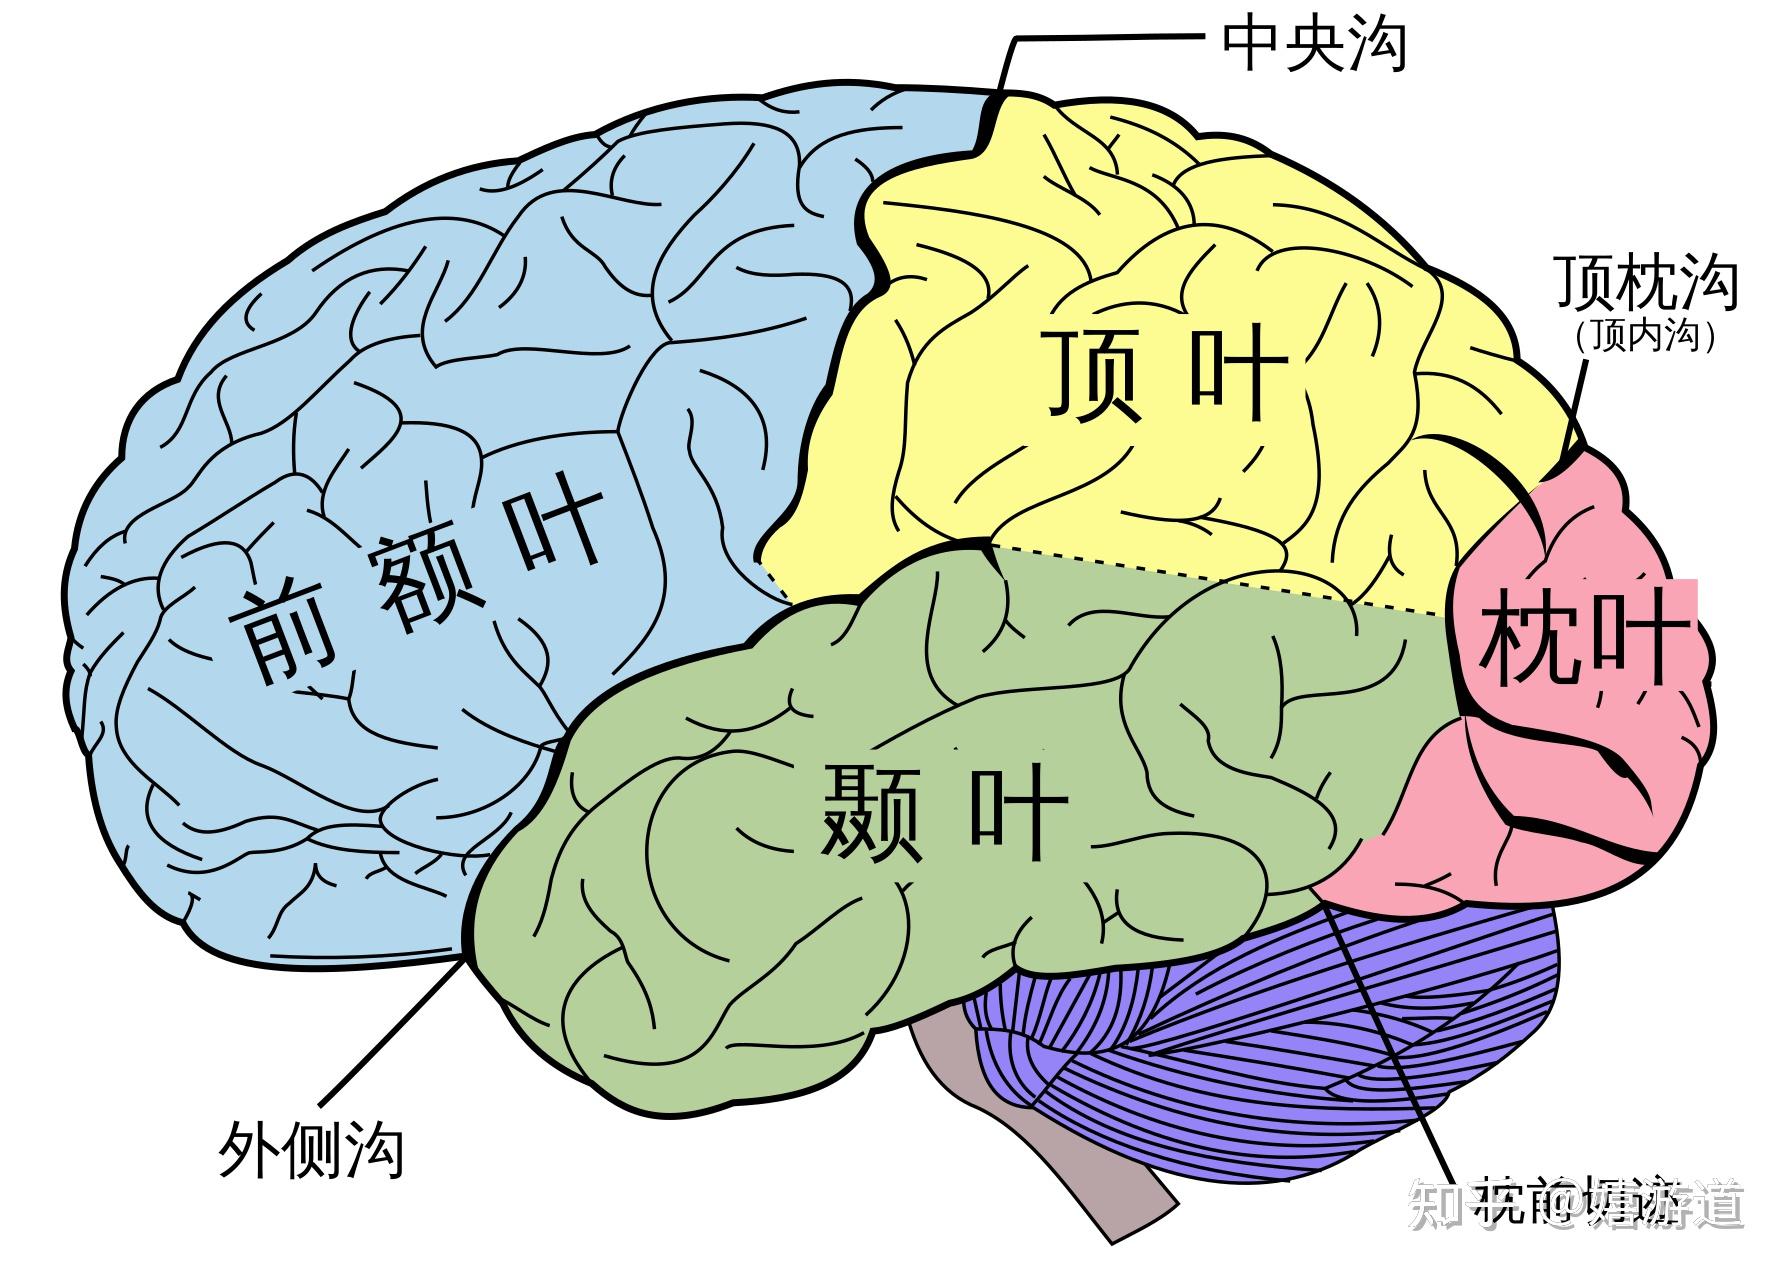 中央沟
顶枕沟
（顶内沟）
顶 叶
前 额 叶
枕叶
颞 叶
外侧沟
枕前切迹
知乎 @嬉游道